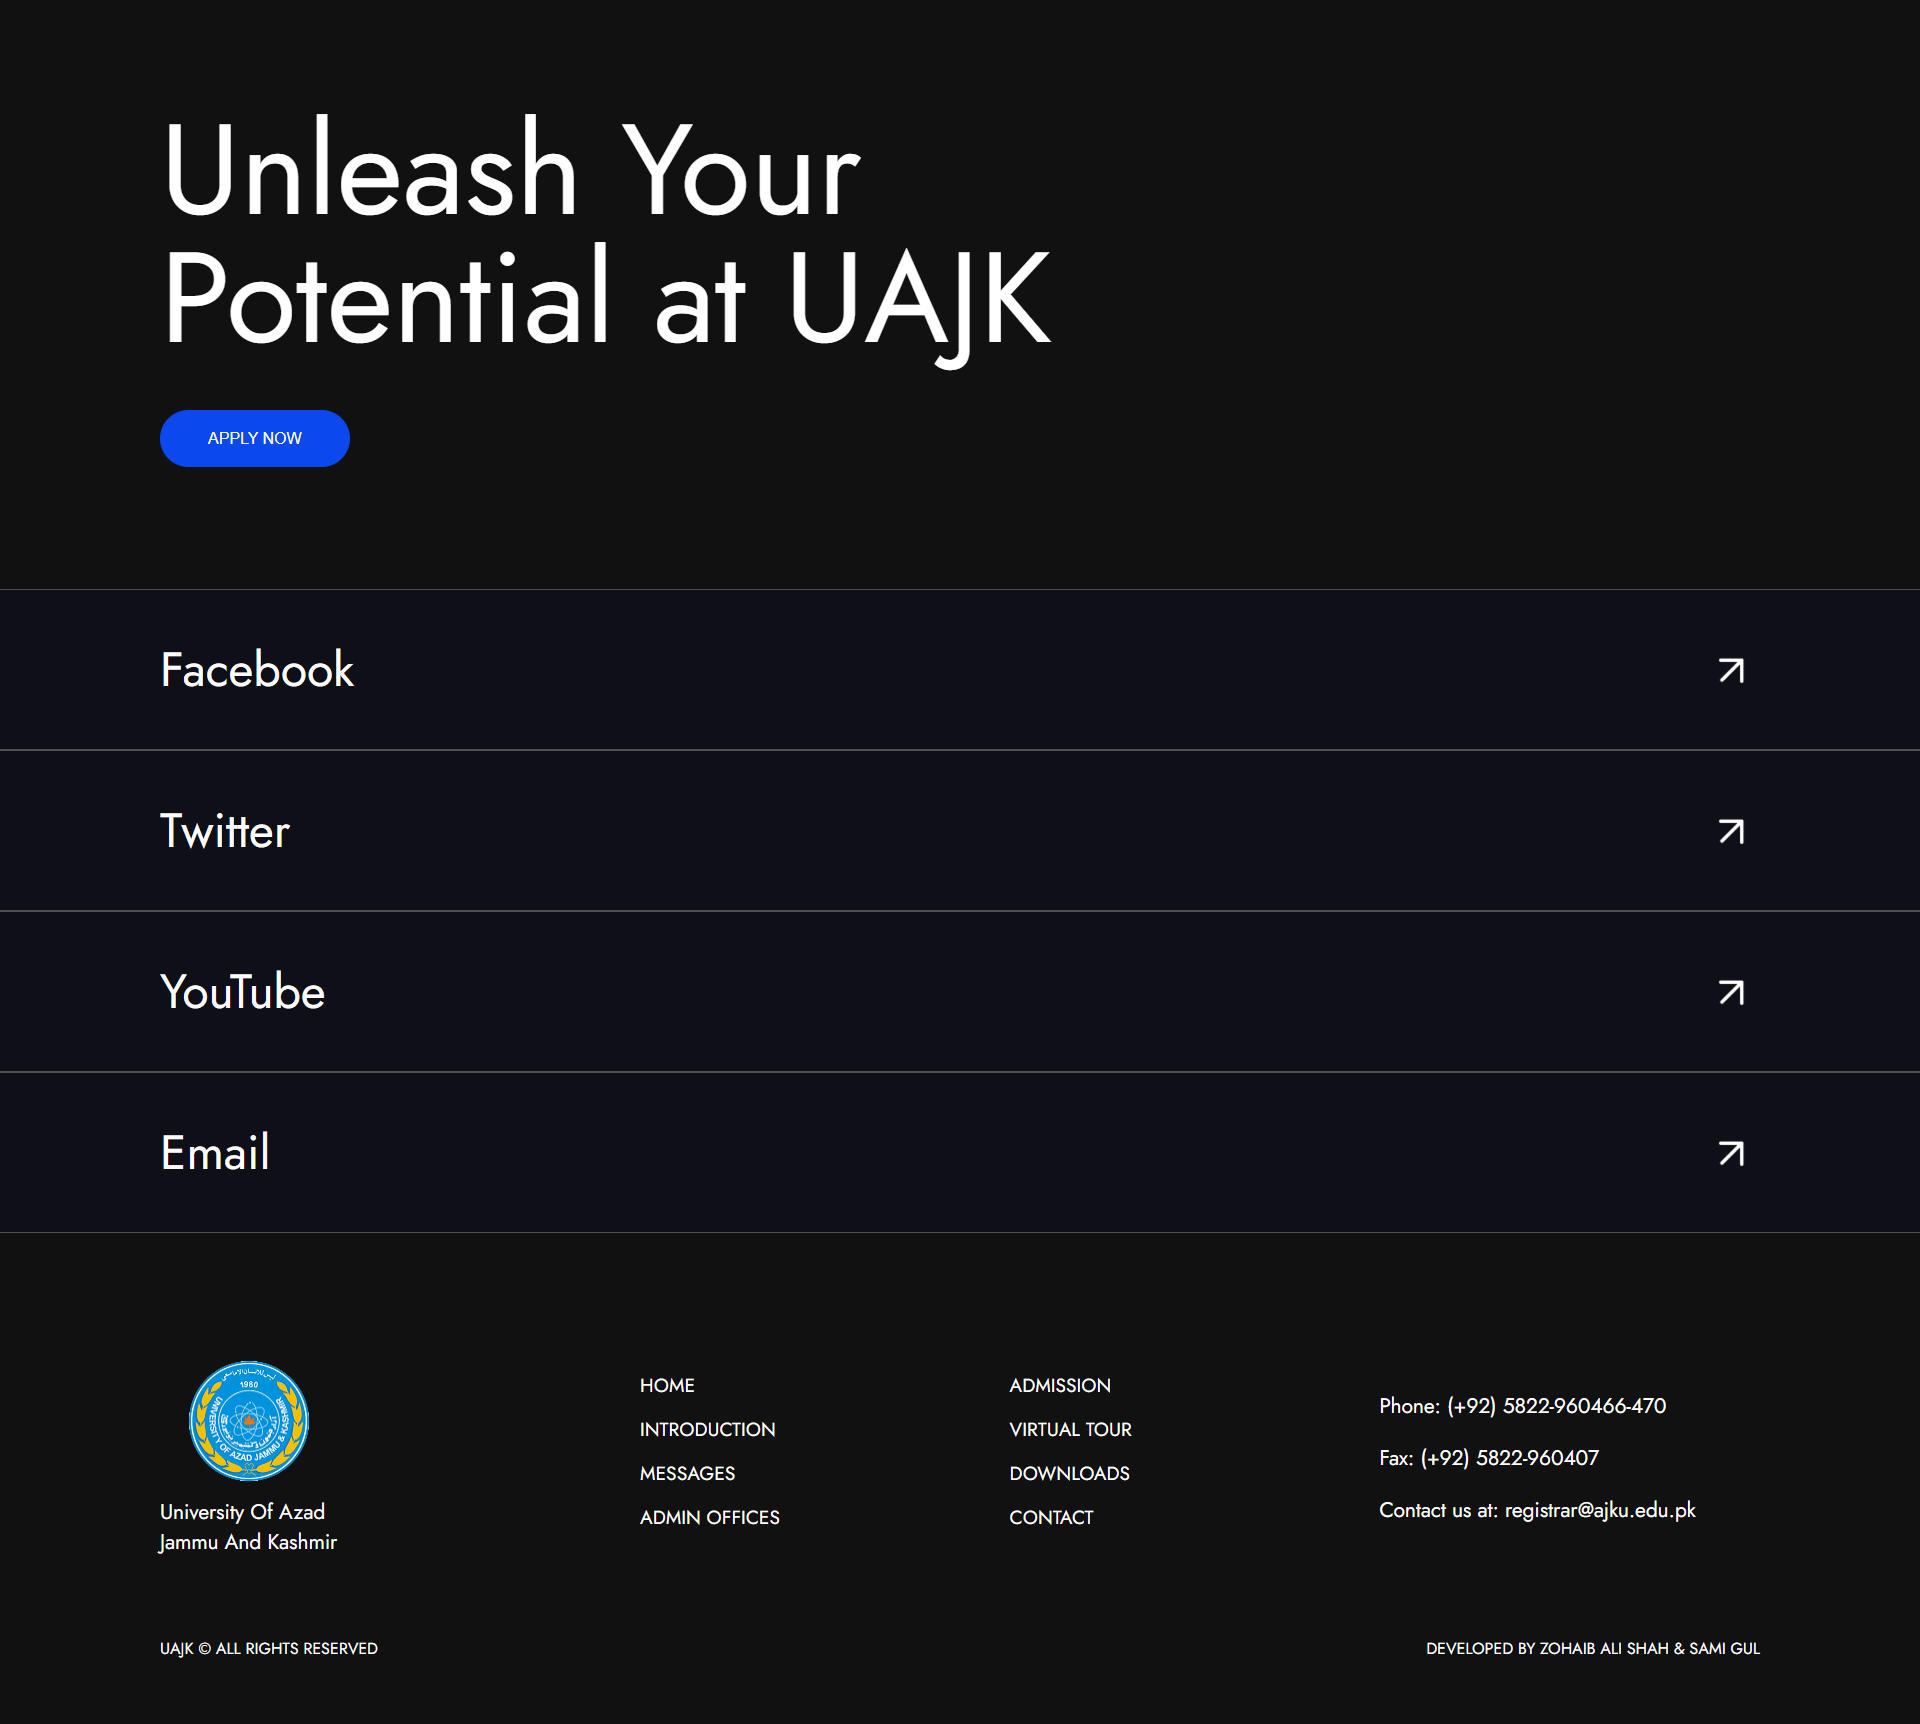 Unleash Your
Potential at UAJK
APPLY NOW
Facebook
Twitter
YouTube
Email
1980
UNIVERSITY OF AZAD JAMMU & KASHMIR
University Of Azad
Jammu And Kashmir
HOME
INTRODUCTION
MESSAGES
ADMIN OFFICES
ADMISSION
VIRTUAL TOUR
DOWNLOADS
CONTACT
Phone: (+92) 5822-960466-470
Fax: (+92) 5822-960407
Contact us at: registrar@ajku.edu.pk
UAJK © ALL RIGHTS RESERVED
DEVELOPED BY ZOHAIB ALI SHAH & SAMI GUL